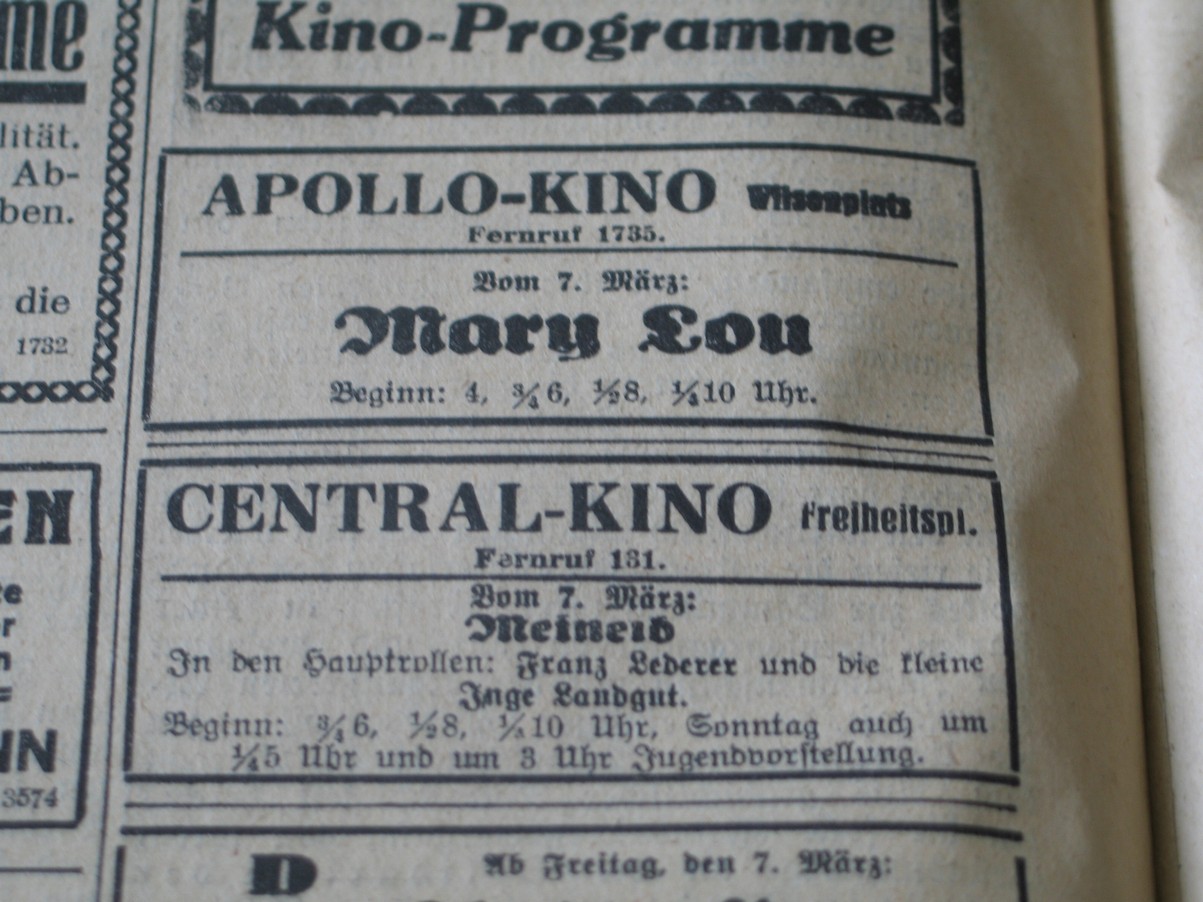 me
Kino-Programme
lität.
Ab-
ben.
die
1732
APOLLO-KINO Wilsonplatz
Fernruf 1735.
Vom 7. März:
Mary Lou
Beginn: 4, ¾6, ½8, ¼10 Uhr.
EN
CENTRAL-KINO Freiheitspl.
Fernruf 131.
Vom 7. März:
Meineid
In den Hauptrollen: Franz Lederer und die kleine
Inge Landgut.
Beginn: ¾6, ½8, ¼10 Uhr, Sonntag auch um
¼5 Uhr und um 3 Uhr Jugendvorstellung.
NN
3574
D
Ab Freitag, den 7. März: